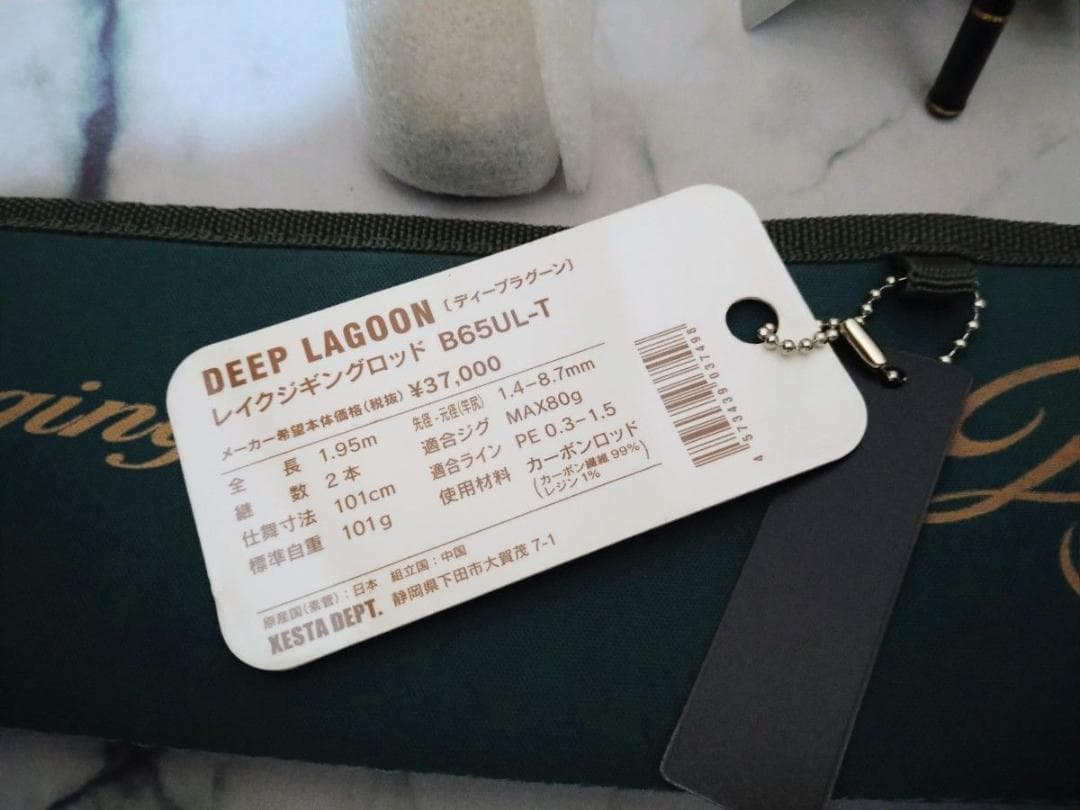 DEEP LAGOON [ディープラグーン]
レイクジギングロッド B65UL-T
メーカー希望本体価格(税抜) ¥37,000
全長 1.95m 先径・元径(竿尻) 1.4-8.7mm
継数 2本 適合ジグ MAX80g
仕舞寸法 101cm 適合ライン PE 0.3-1.5
標準自重 101g 使用材料 カーボンロッド
(カーボン繊維 99%
レジン 1%)
原産国(素管):日本 組立国:中国
XESTA DEPT. 静岡県下田市大賀茂 7-1
4 573439 037498
ging